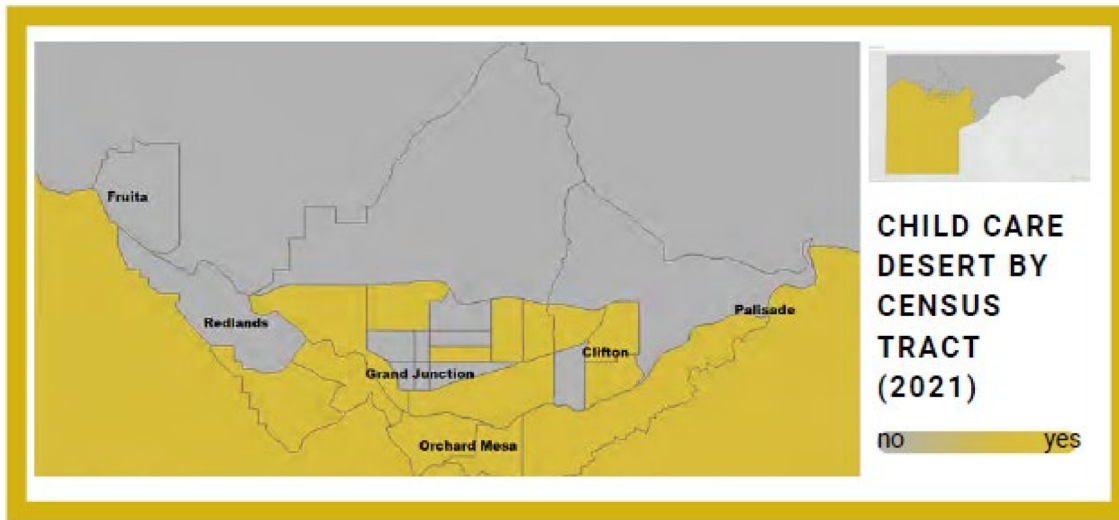 Fruita
Redlands
Palisade
Clifton
Grand Junction
Orchard Mesa
CHILD CARE
DESERT BY
CENSUS
TRACT
(2021)
no yes